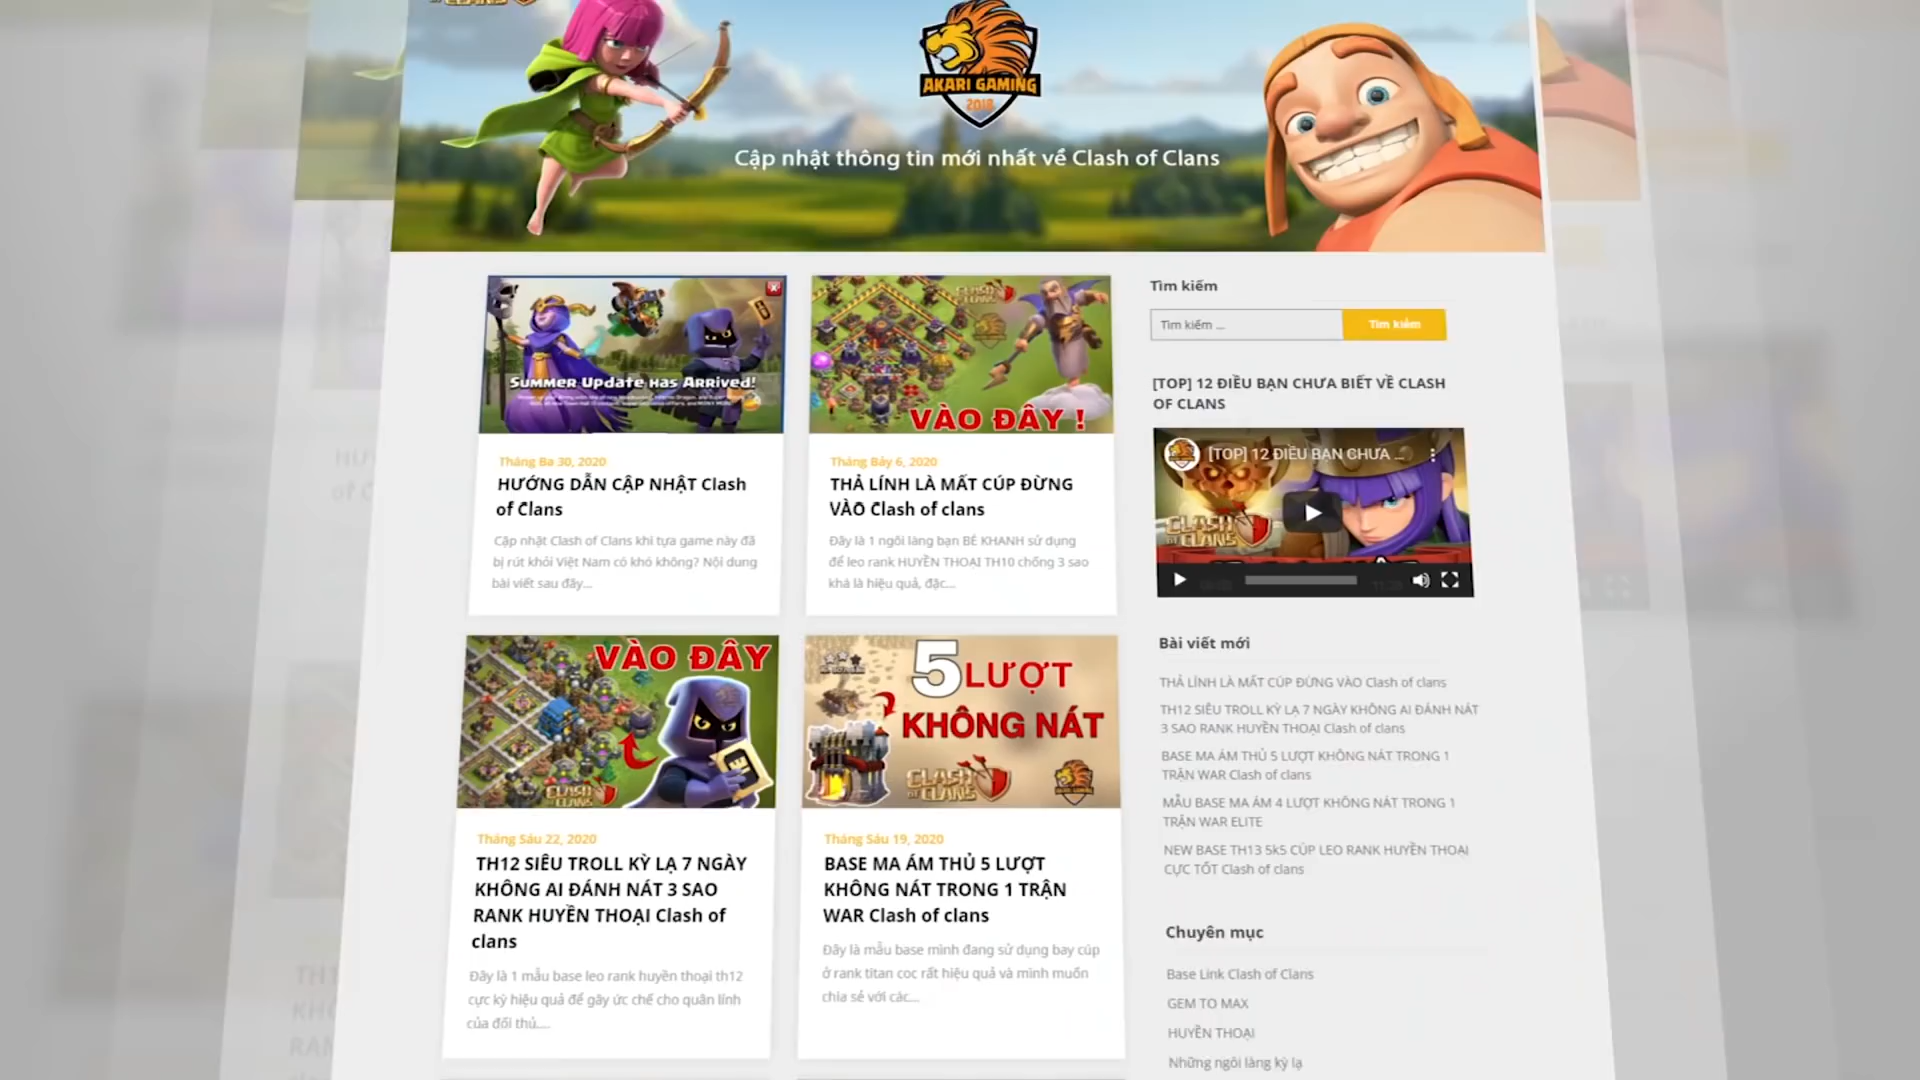 AKARI GAMING
2018
Cập nhật thông tin mới nhất về Clash of Clans
SUMMER UPDATE HAS ARRIVED!
Tháng Ba 30, 2020
HƯỚNG DẪN CẬP NHẬT Clash
of Clans
Cập nhật Clash of Clans khi tựa game này đã
bị rút khỏi Việt Nam có khó không? Nội dung
bài viết sau đây...
VÀO ĐÂY !
Tháng Bảy 6, 2020
THẢ LÍNH LÀ MẤT CÚP ĐỪNG
VÀO Clash of clans
Đây là 1 ngôi làng bạn BÉ KHANH sử dụng
để leo rank HUYỀN THOẠI TH10 chống 3 sao
khá là hiệu quả, đặc...
VÀO ĐÂY
CLASH OF CLANS
Tháng Sáu 22, 2020
TH12 SIÊU TROLL KỲ LẠ 7 NGÀY
KHÔNG AI ĐÁNH NÁT 3 SAO
RANK HUYỀN THOẠI Clash of
clans
Đây là 1 mẫu base leo rank huyền thoại th12
cực kỳ hiệu quả để gây ức chế cho quân lính
của đối thủ....
5 LƯỢT
KHÔNG NÁT
CLASH OF CLANS
AKARI GAMING
Tháng Sáu 19, 2020
BASE MA ÁM THỦ 5 LƯỢT
KHÔNG NÁT TRONG 1 TRẬN
WAR Clash of clans
Đây là mẫu base mình đang sử dụng bay cúp
ở rank titan coc rất hiệu quả và mình muốn
chia sẻ với các...
Tìm kiếm
Tìm kiếm ...
Tìm kiếm
[TOP] 12 ĐIỀU BẠN CHƯA BIẾT VỀ CLASH
OF CLANS
[TOP] 12 ĐIỀU BẠN CHƯA ...
CLASH OF CLANS
Bài viết mới
THẢ LÍNH LÀ MẤT CÚP ĐỪNG VÀO Clash of clans
TH12 SIÊU TROLL KỲ LẠ 7 NGÀY KHÔNG AI ĐÁNH NÁT
3 SAO RANK HUYỀN THOẠI Clash of clans
BASE MA ÁM THỦ 5 LƯỢT KHÔNG NÁT TRONG 1
TRẬN WAR Clash of clans
MẪU BASE MA ÁM 4 LƯỢT KHÔNG NÁT TRONG 1
TRẬN WAR ELITE
NEW BASE TH13 5k5 CÚP LEO RANK HUYỀN THOẠI
CỰC TỐT Clash of clans
Chuyên mục
Base Link Clash of Clans
GEM TO MAX
HUYỀN THOẠI
Những ngôi làng kỳ lạ